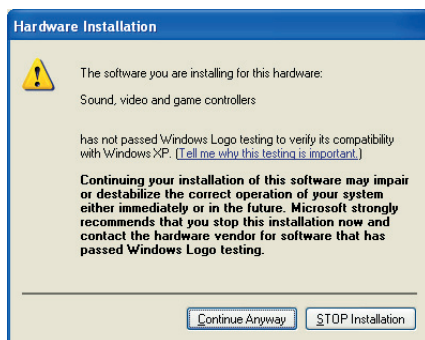 Hardware Installation
The software you are installing for this hardware:
Sound, video and game controllers
has not passed Windows Logo testing to verify its compatibility
with Windows XP. (Tell me why this testing is important.)
Continuing your installation of this software may impair
or destabilize the correct operation of your system
either immediately or in the future. Microsoft strongly
recommends that you stop this installation now and
contact the hardware vendor for software that has
passed Windows Logo testing.
Continue Anyway
STOP Installation